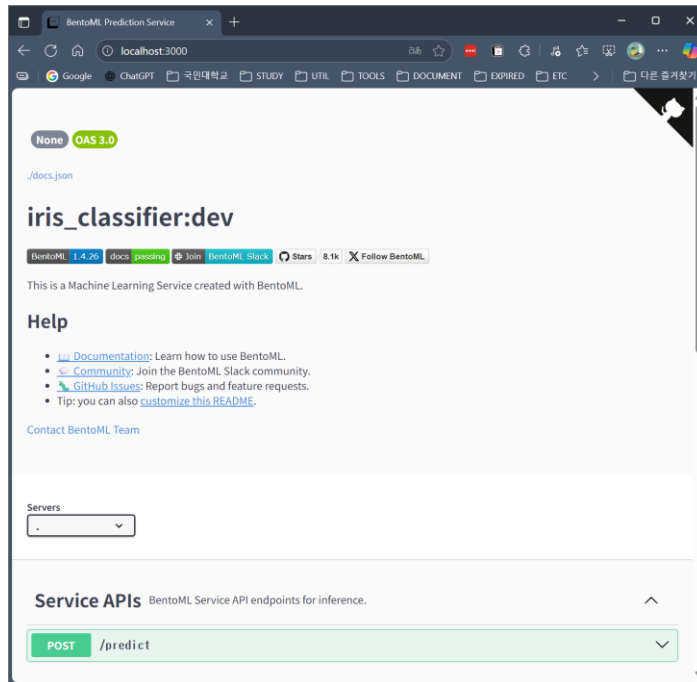 BentoML Prediction Service
localhost:3000
Google ChatGPT 국민대학교 STUDY UTIL TOOLS DOCUMENT EXPIRED ETC 다른 즐겨찾기
None OAS 3.0
./docs.json
iris_classifier:dev
BentoML 1.4.26 docs passing Join BentoML Slack Stars 8.1k Follow BentoML
This is a Machine Learning Service created with BentoML.
Help
Documentation: Learn how to use BentoML.
Community: Join the BentoML Slack community.
GitHub Issues: Report bugs and feature requests.
Tip: you can also customize this README.
Contact BentoML Team
Servers
.
Service APIs BentoML Service API endpoints for inference.
POST /predict